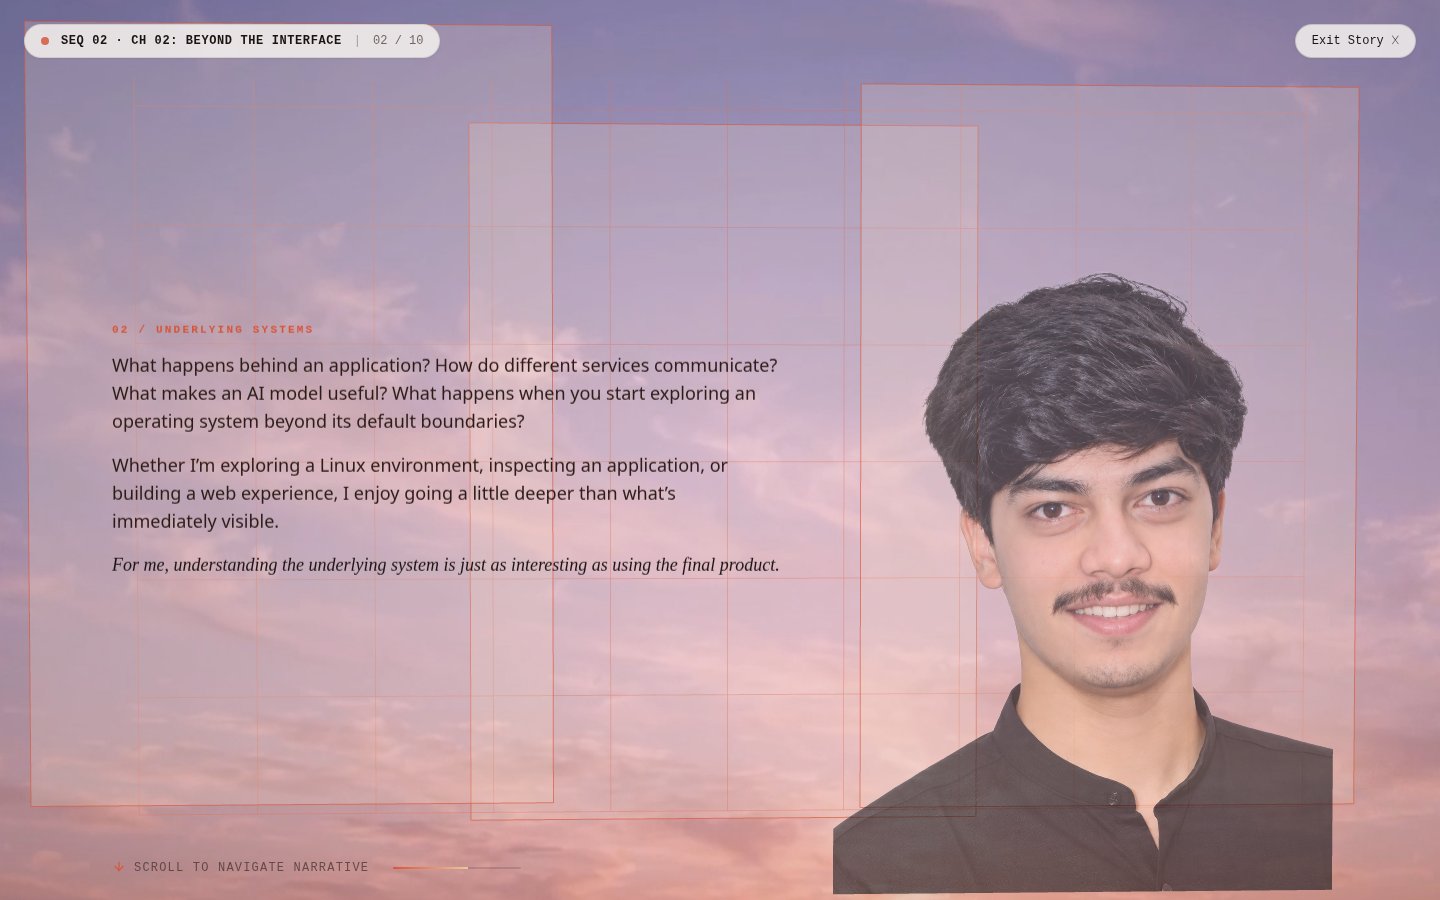 SEQ 02 · CH 02: BEYOND THE INTERFACE | 02 / 10
Exit Story X
02 / UNDERLYING SYSTEMS
What happens behind an application? How do different services communicate?
What makes an AI model useful? What happens when you start exploring an
operating system beyond its default boundaries?
Whether I’m exploring a Linux environment, inspecting an application, or
building a web experience, I enjoy going a little deeper than what’s
immediately visible.
For me, understanding the underlying system is just as interesting as using the final product.
↓ SCROLL TO NAVIGATE NARRATIVE